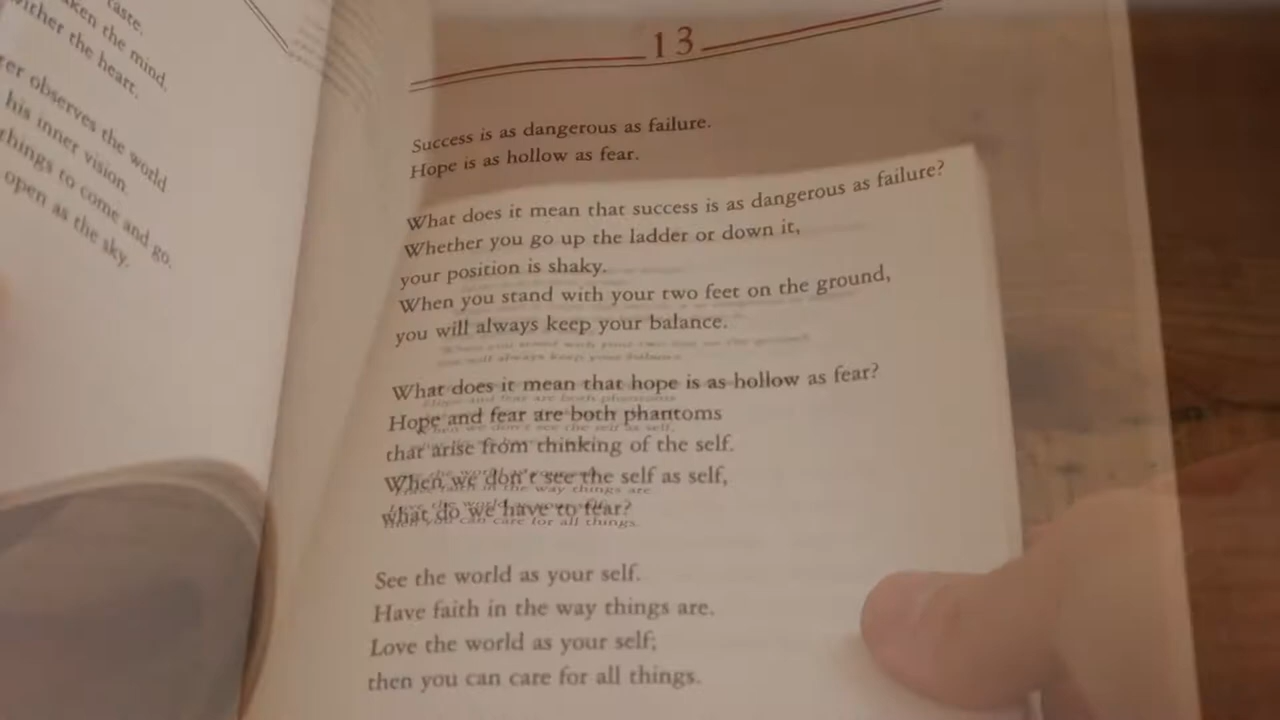 taste.
ken the mind.
wither the heart.
er observes the world
his inner vision.
things to come and go.
open as the sky.
13
Success is as dangerous as failure.
Hope is as hollow as fear.
What does it mean that success is as dangerous as failure?
Whether you go up the ladder or down it,
your position is shaky.
When you stand with your two feet on the ground,
you will always keep your balance.
What does it mean that hope is as hollow as fear?
Hope and fear are both phantoms
that arise from thinking of the self.
When we don't see the self as self,
what do we have to fear?
See the world as your self.
Have faith in the way things are.
Love the world as your self;
then you can care for all things.